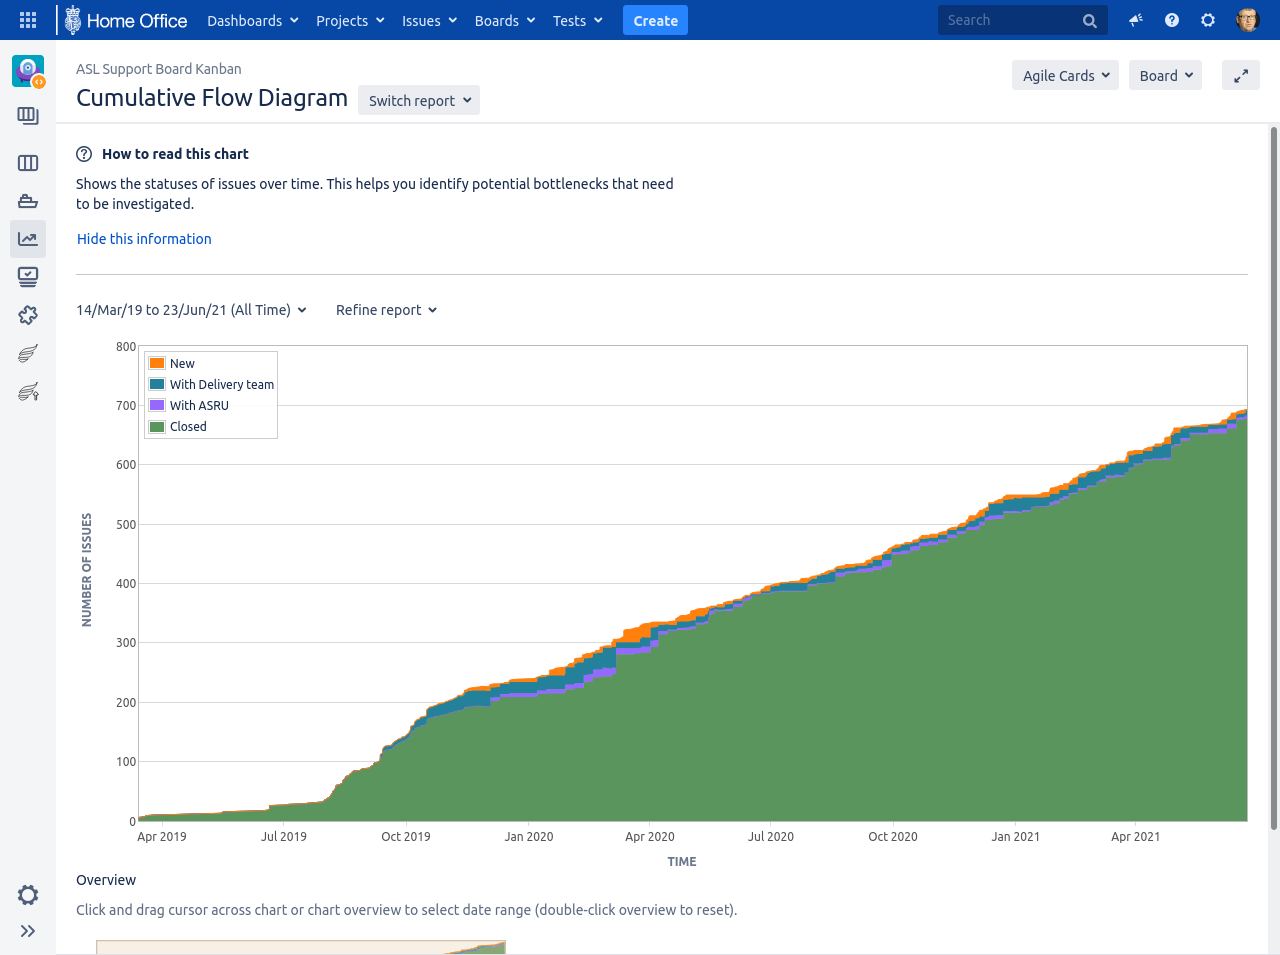 Home Office Dashboards Projects Issues Boards Tests Create Search
ASL Support Board Kanban
Cumulative Flow Diagram Switch report
Agile Cards Board
How to read this chart
Shows the statuses of issues over time. This helps you identify potential bottlenecks that need
to be investigated.
Hide this information
14/Mar/19 to 23/Jun/21 (All Time) Refine report
NUMBER OF ISSUES
800
700
600
500
400
300
200
100
0
New
With Delivery team
With ASRU
Closed
Apr 2019 Jul 2019 Oct 2019 Jan 2020 Apr 2020 Jul 2020 Oct 2020 Jan 2021 Apr 2021
TIME
Overview
Click and drag cursor across chart or chart overview to select date range (double-click overview to reset).